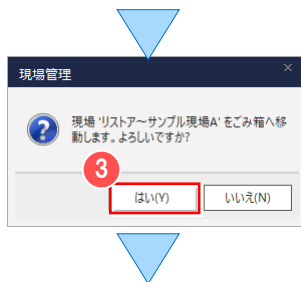 現場管理
×
現場 'リストア～サンプル現場A' をごみ箱へ移
動します。よろしいですか?
3
はい(Y)
いいえ(N)